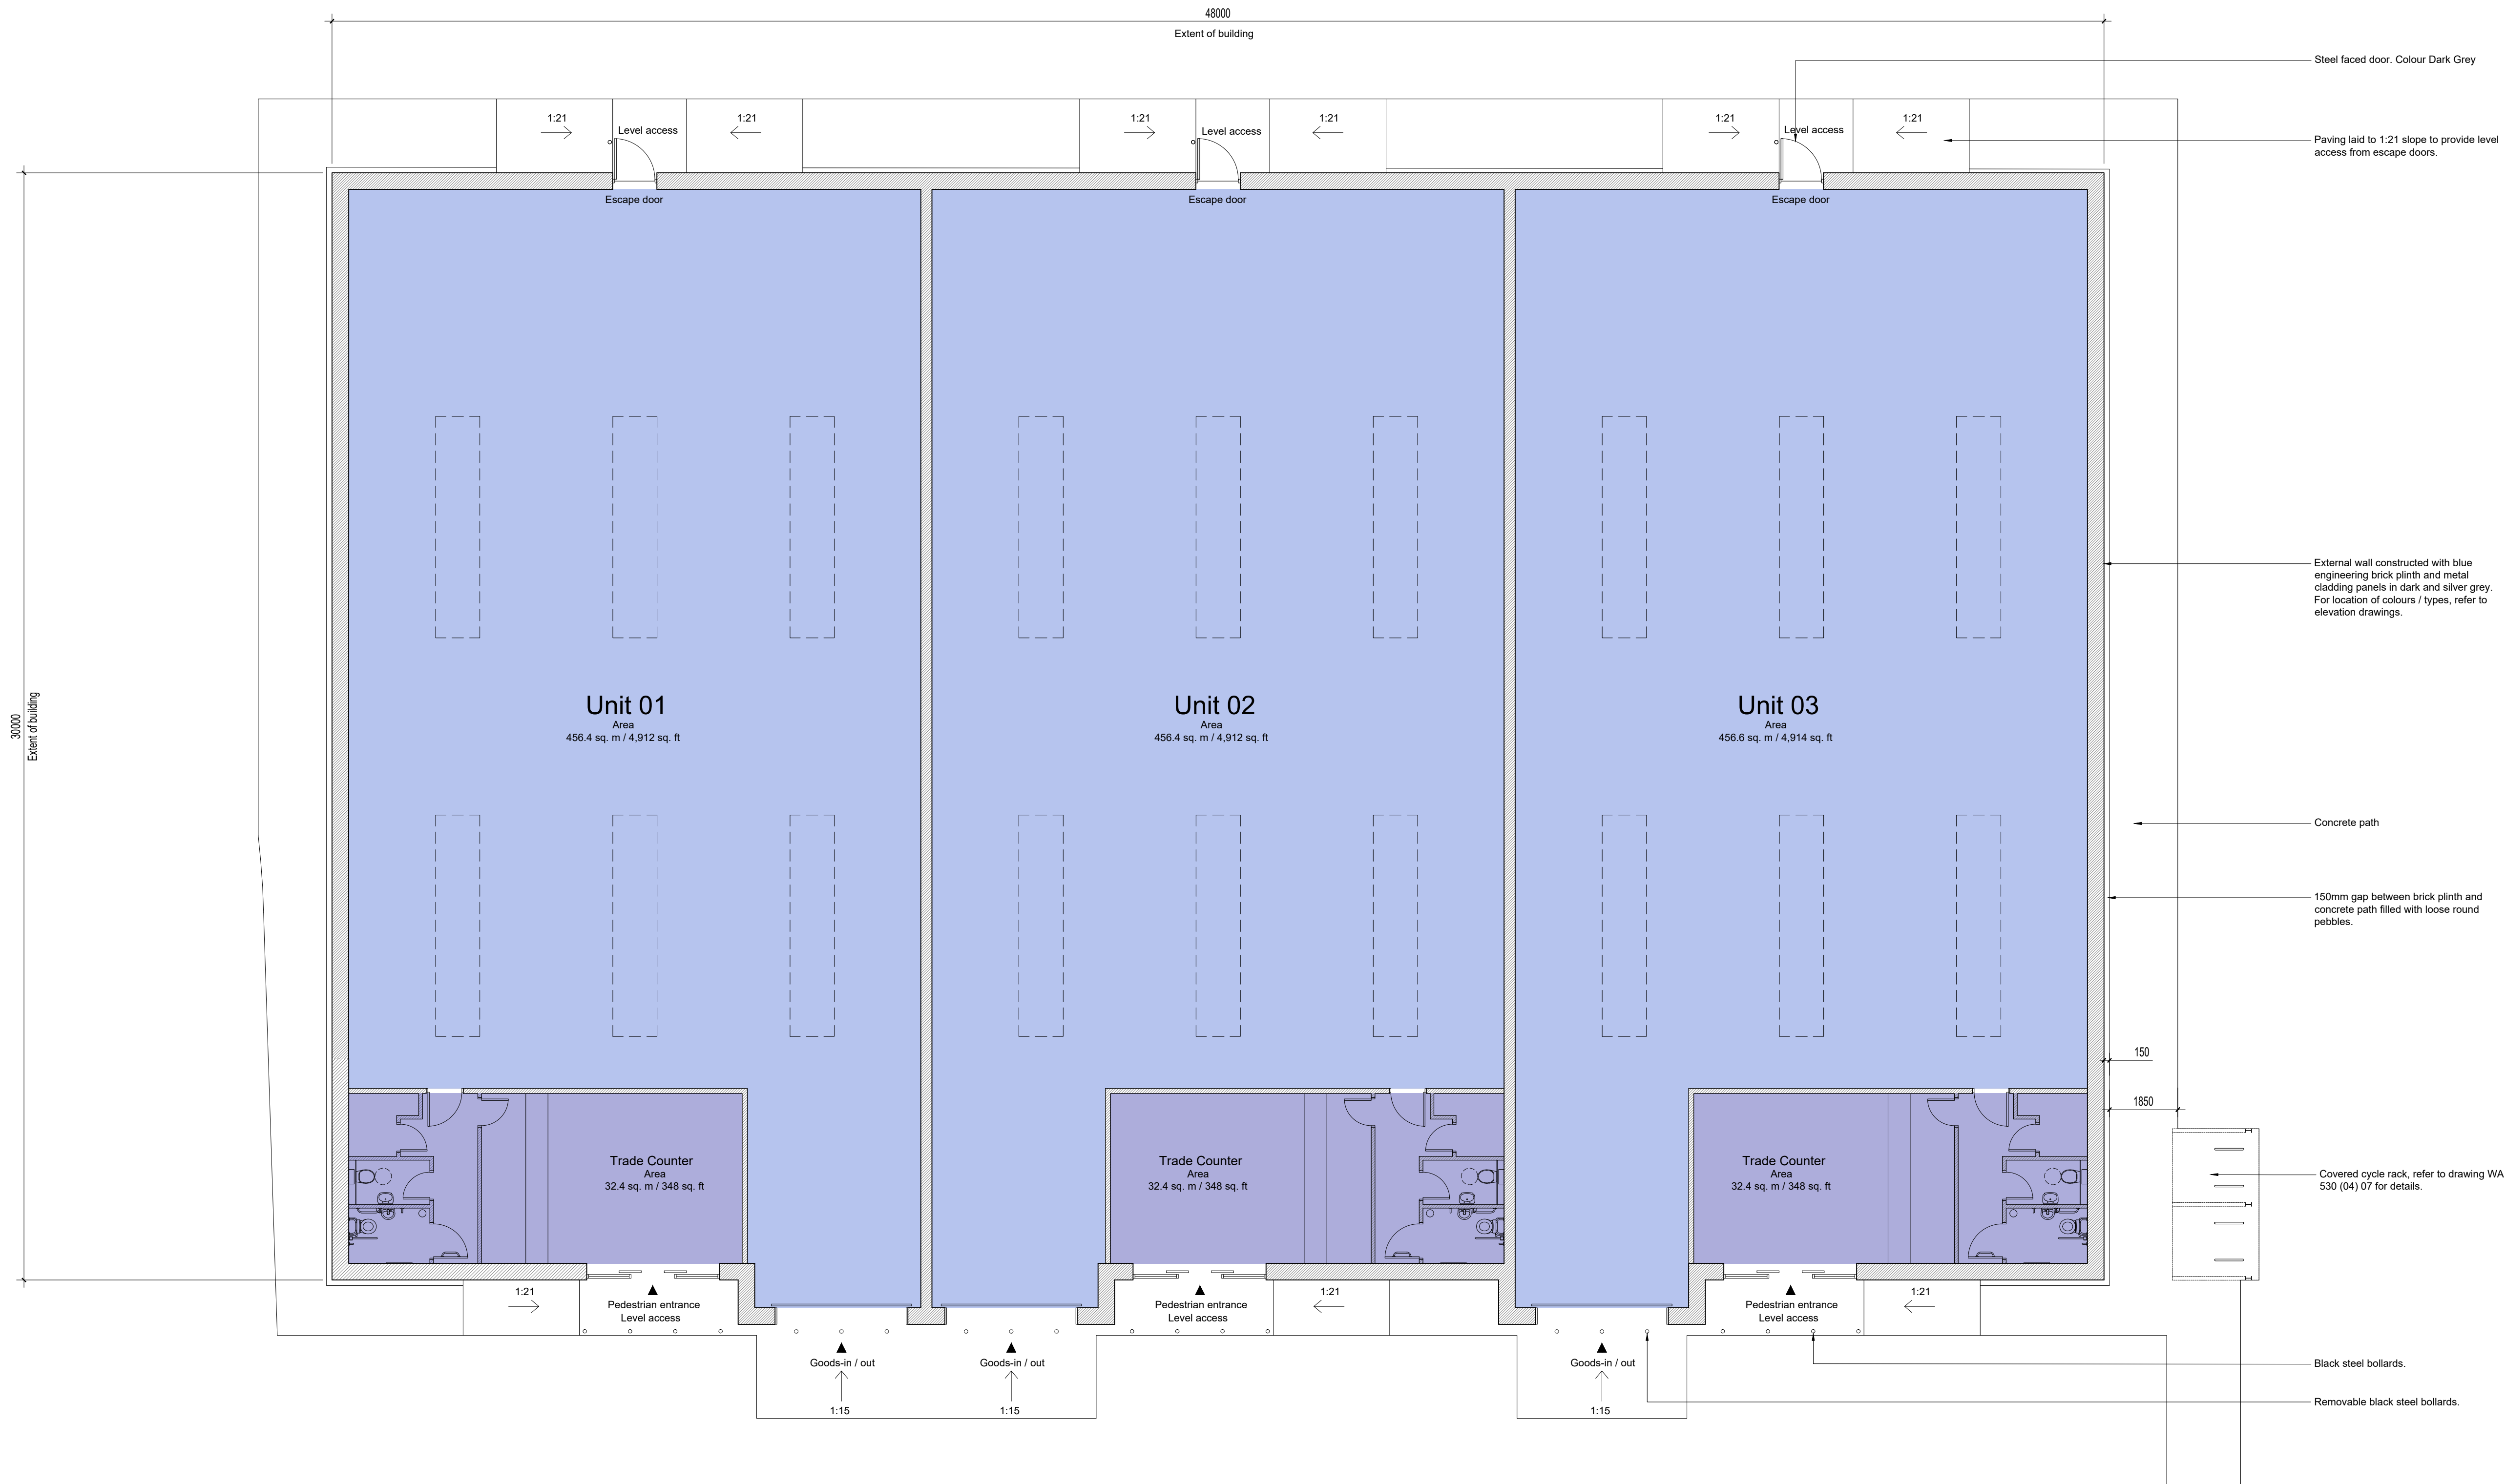 48000
Extent of building
Steel faced door. Colour Dark Grey
1:21
Level access
1:21
1:21
Level access
1:21
1:21
Level access
1:21
Paving laid to 1:21 slope to provide level
access from escape doors.
Escape door
Escape door
Escape door
External wall constructed with blue
engineering brick plinth and metal
cladding panels in dark and silver grey.
For location of colours / types, refer to
elevation drawings.
30000
Extent of building
Unit 01
Area
456.4 sq. m / 4,912 sq. ft
Unit 02
Area
456.4 sq. m / 4,912 sq. ft
Unit 03
Area
456.6 sq. m / 4,914 sq. ft
Concrete path
150mm gap between brick plinth and
concrete path filled with loose round
pebbles.
150
1850
Trade Counter
Area
32.4 sq. m / 348 sq. ft
Trade Counter
Area
32.4 sq. m / 348 sq. ft
Trade Counter
Area
32.4 sq. m / 348 sq. ft
Covered cycle rack, refer to drawing WA
530 (04) 07 for details.
1:21
Pedestrian entrance
Level access
Pedestrian entrance
Level access
1:21
Pedestrian entrance
Level access
1:21
Goods-in / out
Goods-in / out
Goods-in / out
Black steel bollards.
1:15
1:15
1:15
Removable black steel bollards.